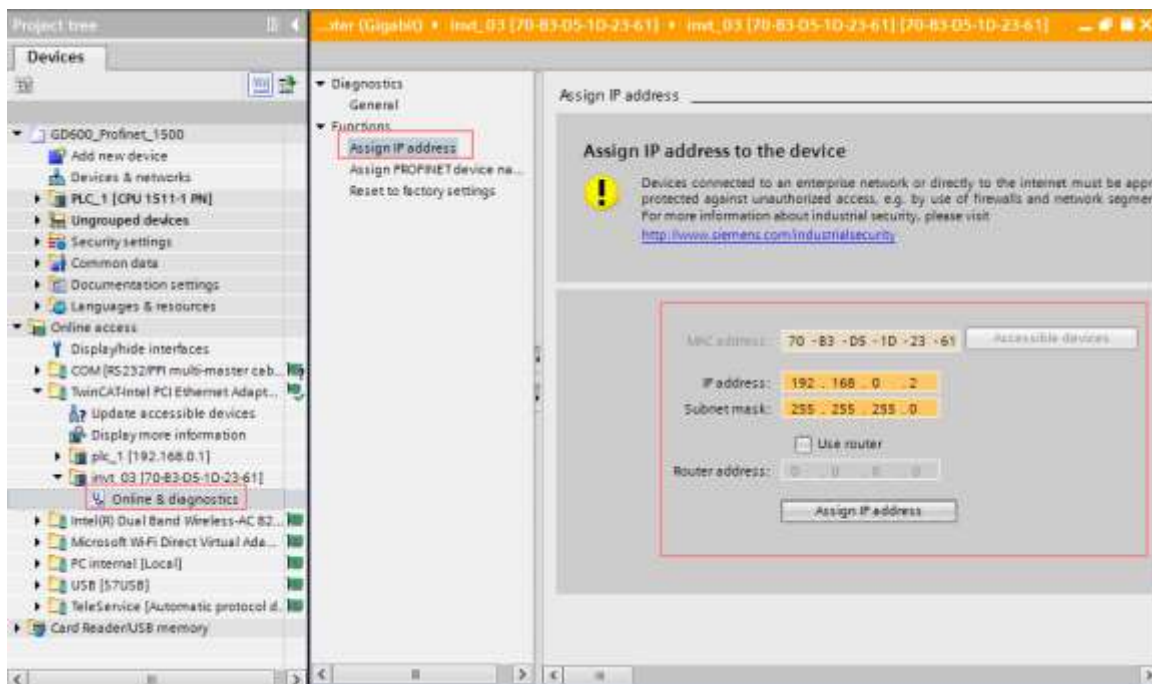 Project tree
Devices
GD600_Profinet_1500
Add new device
Devices & networks
PLC_1 [CPU 1511-1 PN]
Ungrouped devices
Security settings
Common data
Documentation settings
Languages & resources
Online access
Display/hide interfaces
COM [RS232/PPI multi-master cab...
TwinCAT-Intel PCI Ethernet Adapt...
Update accessible devices
Display more information
plc_1 [192.168.0.1]
invt_03 [70-B3-D5-1D-23-61]
Online & diagnostics
Intel(R) Dual Band Wireless-AC 82...
Microsoft Wi-Fi Direct Virtual Ada...
PC internal [Local]
USB [S7USB]
TeleService [Automatic protocol d...
Card Reader/USB memory
...ter (Gigabit) invt_03 [70-B3-D5-1D-23-61] invt_03 [70-B3-D5-1D-23-61] [70-B3-D5-1D-23-61]
Diagnostics
General
Functions
Assign IP address
Assign PROFINET device na...
Reset to factory settings
Assign IP address
Assign IP address to the device
Devices connected to an enterprise network or directly to the internet must be appr
protected against unauthorized access, e.g. by use of firewalls and network segmen
For more information about industrial security, please visit
http://www.siemens.com/industrialsecurity
MAC address: 70 -B3 -D5 -1D -23 -61 Accessible devices
IP address: 192 . 168 . 0 . 2
Subnet mask: 255 . 255 . 255 . 0
Use router
Router address: 0 . 0 . 0 . 0
Assign IP address